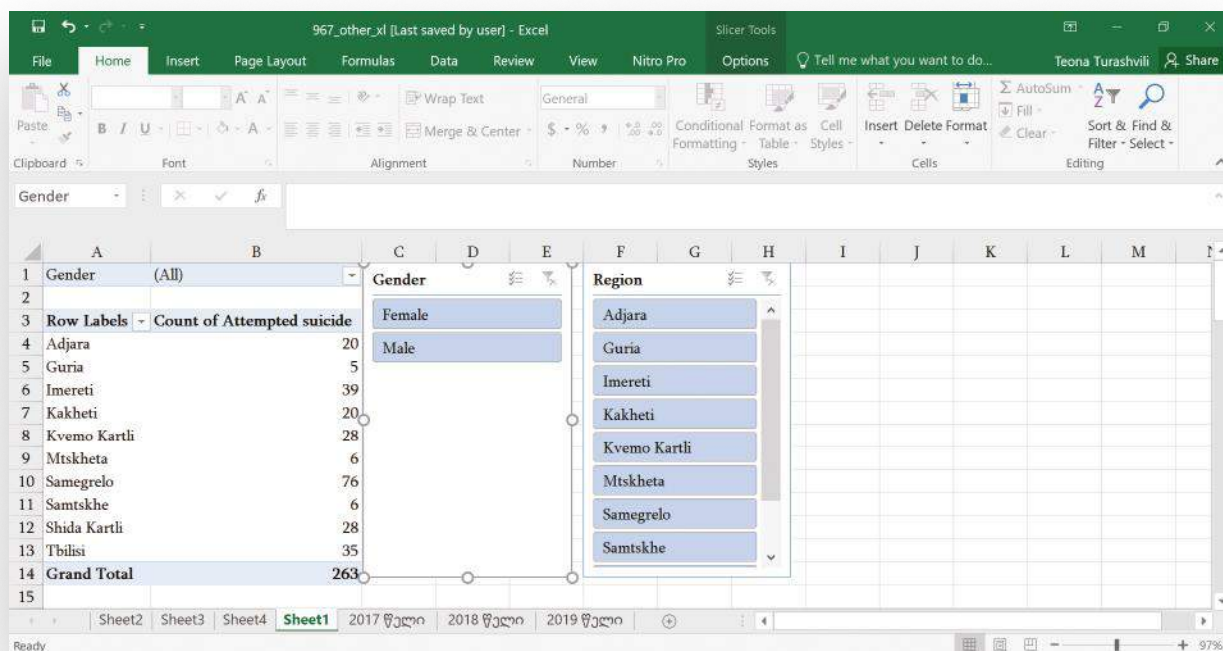 967_other_xl [Last saved by user] - Excel
Slicer Tools
File Home Insert Page Layout Formulas Data Review View Nitro Pro Options Tell me what you want to do... Teona Turashvili Share
Paste
B I U
A A
Wrap Text
Merge & Center
General
$ % ,
Conditional Formatting
Format as Table
Cell Styles
Insert Delete Format
AutoSum
Fill
Clear
Sort & Filter
Find & Select
Clipboard Font Alignment Number Styles Cells Editing
Gender fx
A B C D E F G H I J K L M N
1 Gender (All)
2
3 Row Labels Count of Attempted suicide
4 Adjara 20
5 Guria 5
6 Imereti 39
7 Kakheti 20
8 Kvemo Kartli 28
9 Mtskheta 6
10 Samegrelo 76
11 Samtskhe 6
12 Shida Kartli 28
13 Tbilisi 35
14 Grand Total 263
15
Gender
Female
Male
Region
Adjara
Guria
Imereti
Kakheti
Kvemo Kartli
Mtskheta
Samegrelo
Samtskhe
Sheet2 Sheet3 Sheet4 Sheet1 2017 წელი 2018 წელი 2019 წელი
Ready 97%